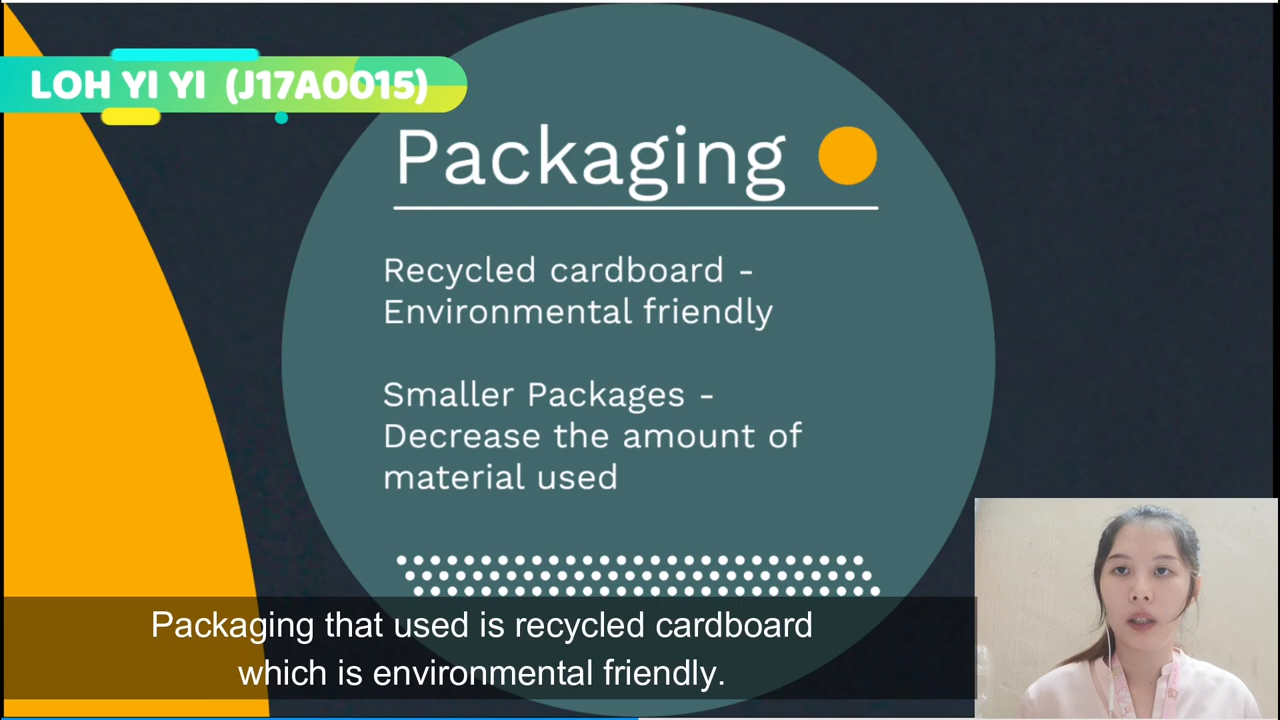 LOH YI YI (J17A0015)
Packaging
Recycled cardboard -
Environmental friendly
Smaller Packages -
Decrease the amount of
material used
Packaging that used is recycled cardboard
which is environmental friendly.